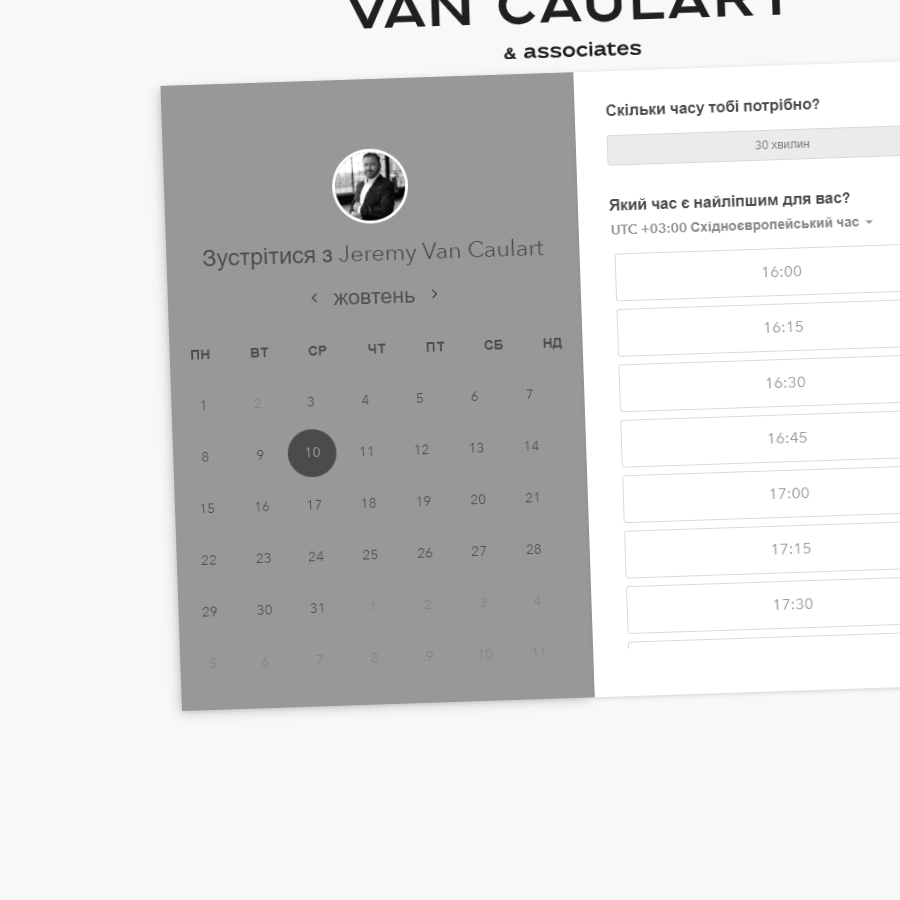 VAN CAULART
& associates
Зустрітися з Jeremy Van Caulart
жовтень
ПН ВТ СР ЧТ ПТ СБ НД
1 2 3 4 5 6 7
8 9 10 11 12 13 14
15 16 17 18 19 20 21
22 23 24 25 26 27 28
29 30 31 1 2 3 4
5 6 7 8 9 10 11
Скільки часу тобі потрібно?
30 хвилин
Який час є найліпшим для вас?
UTC +03:00 Східноєвропейський час
16:00
16:15
16:30
16:45
17:00
17:15
17:30